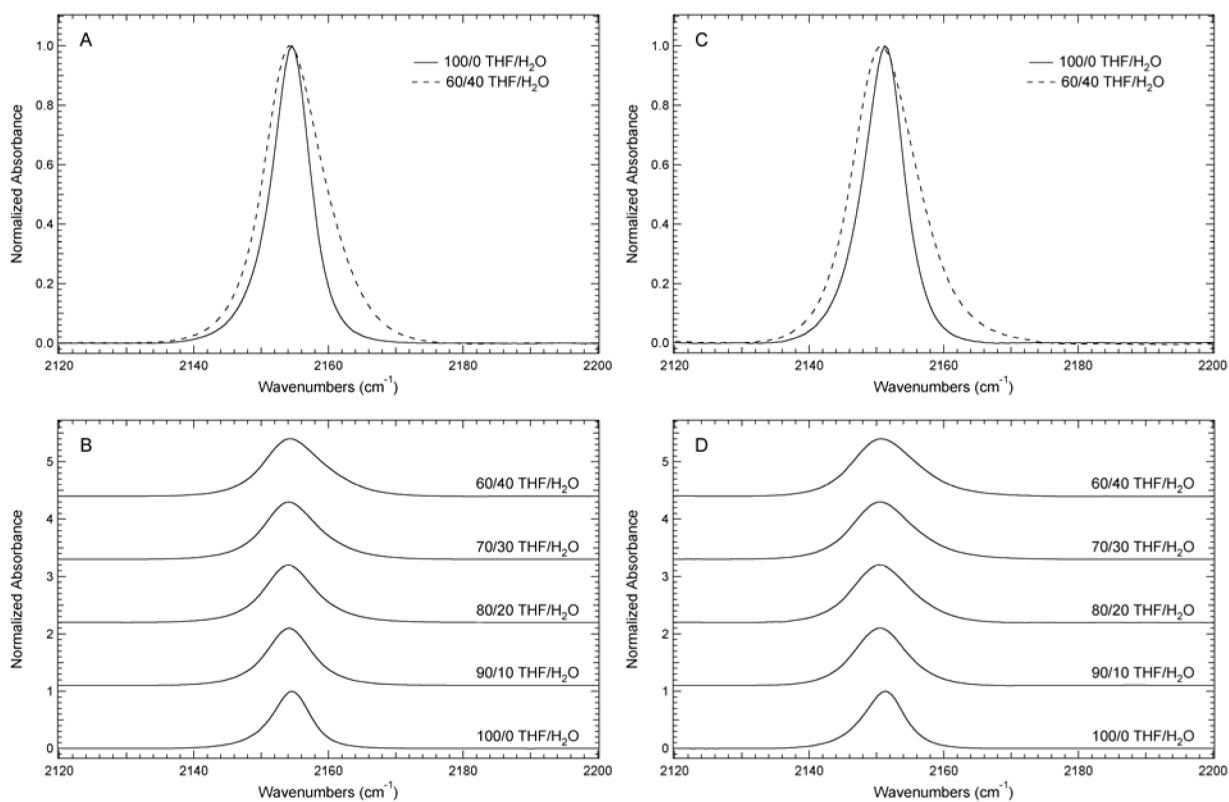 A
100/0 THF/H₂O
60/40 THF/H₂O
Normalized Absorbance
1.0
0.8
0.6
0.4
0.2
0.0
2120
2140
2160
2180
2200
Wavenumbers (cm⁻¹)
C
100/0 THF/H₂O
60/40 THF/H₂O
Normalized Absorbance
1.0
0.8
0.6
0.4
0.2
0.0
2120
2140
2160
2180
2200
Wavenumbers (cm⁻¹)
B
60/40 THF/H₂O
70/30 THF/H₂O
80/20 THF/H₂O
90/10 THF/H₂O
100/0 THF/H₂O
Normalized Absorbance
5
4
3
2
1
0
2120
2140
2160
2180
2200
Wavenumbers (cm⁻¹)
D
60/40 THF/H₂O
70/30 THF/H₂O
80/20 THF/H₂O
90/10 THF/H₂O
100/0 THF/H₂O
Normalized Absorbance
5
4
3
2
1
0
2120
2140
2160
2180
2200
Wavenumbers (cm⁻¹)